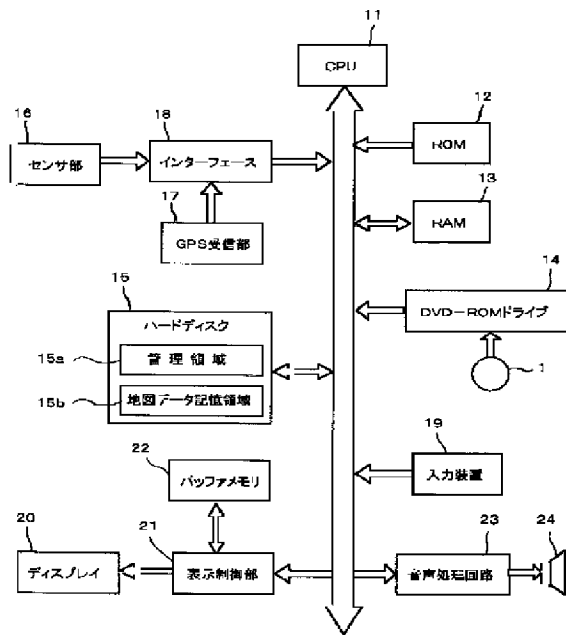 11
CPU
16
センサ部
18
インターフェース
12
ROM
17
GPS受信部
13
RAM
15
ハードディスク
15a
管理領域
15b
地図データ記憶領域
14
DVD-ROMドライブ
1
22
バッファメモリ
19
入力装置
20
ディスプレイ
21
表示制御部
23
音声処理回路
24